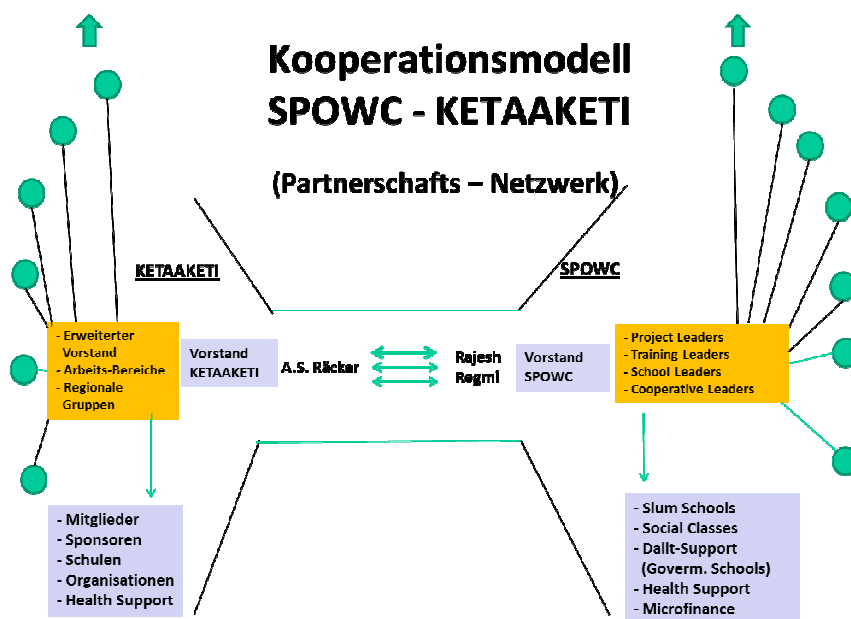 Kooperationsmodell
SPOWC - KETAAKETI
(Partnerschafts – Netzwerk)
KETAAKETI
SPOWC
- Erweiterter
Vorstand
- Arbeits-Bereiche
- Regionale
Gruppen
Vorstand
KETAAKETI
A.S. Räcker
Rajesh
Regmi
Vorstand
SPOWC
- Project Leaders
- Training Leaders
- School Leaders
- Cooperative Leaders
- Mitglieder
- Sponsoren
- Schulen
- Organisationen
- Health Support
- Slum Schools
- Social Classes
- Dalit-Support
(Goverm. Schools)
- Health Support
- Microfinance